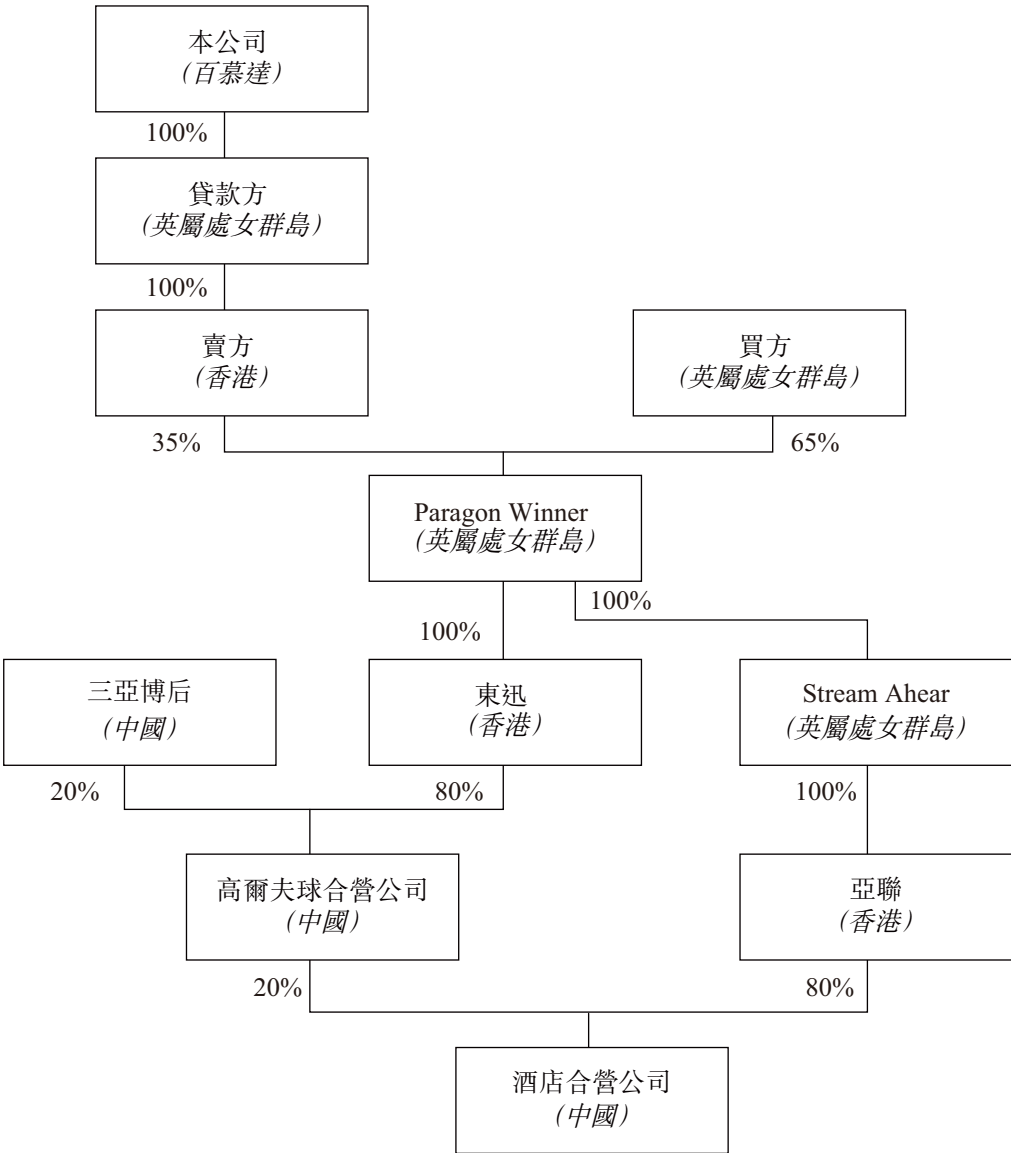 本公司
(百慕達)
100%
貸款方
(英屬處女群島)
100%
賣方
(香港)
買方
(英屬處女群島)
35%
65%
Paragon Winner
(英屬處女群島)
100%
100%
三亞博后
(中國)
東迅
(香港)
Stream Ahear
(英屬處女群島)
20%
80%
100%
高爾夫球合營公司
(中國)
亞聯
(香港)
20%
80%
酒店合營公司
(中國)